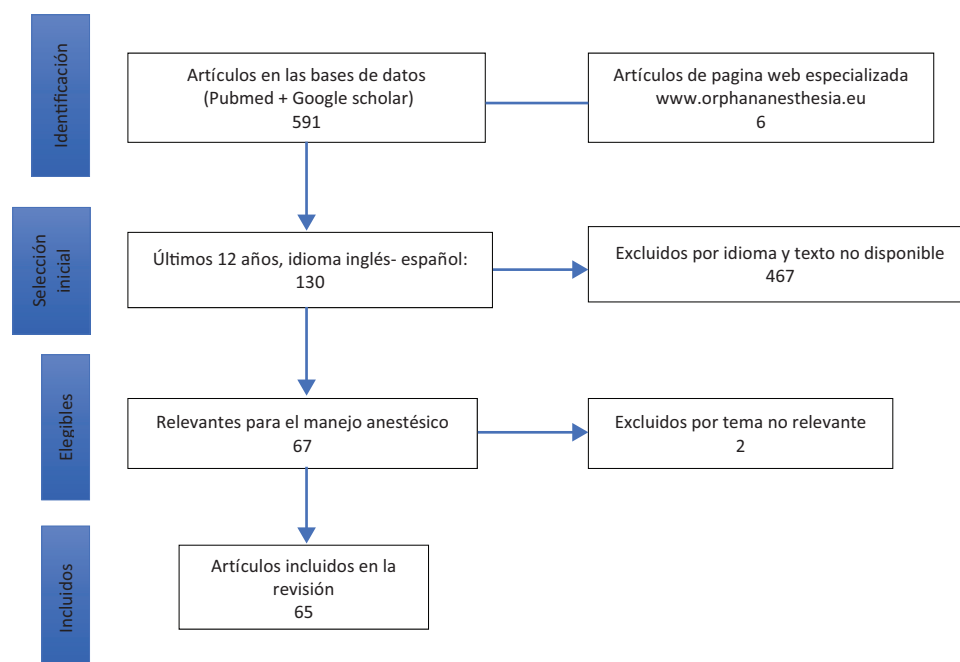 Identificación
Artículos en las bases de datos
(Pubmed + Google scholar)
591
Artículos de pagina web especializada
www.orphananesthesia.eu
6
Selección
inicial
Últimos 12 años, idioma inglés- español:
130
Excluidos por idioma y texto no disponible
467
Elegibles
Relevantes para el manejo anestésico
67
Excluidos por tema no relevante
2
Incluidos
Artículos incluidos en la
revisión
65